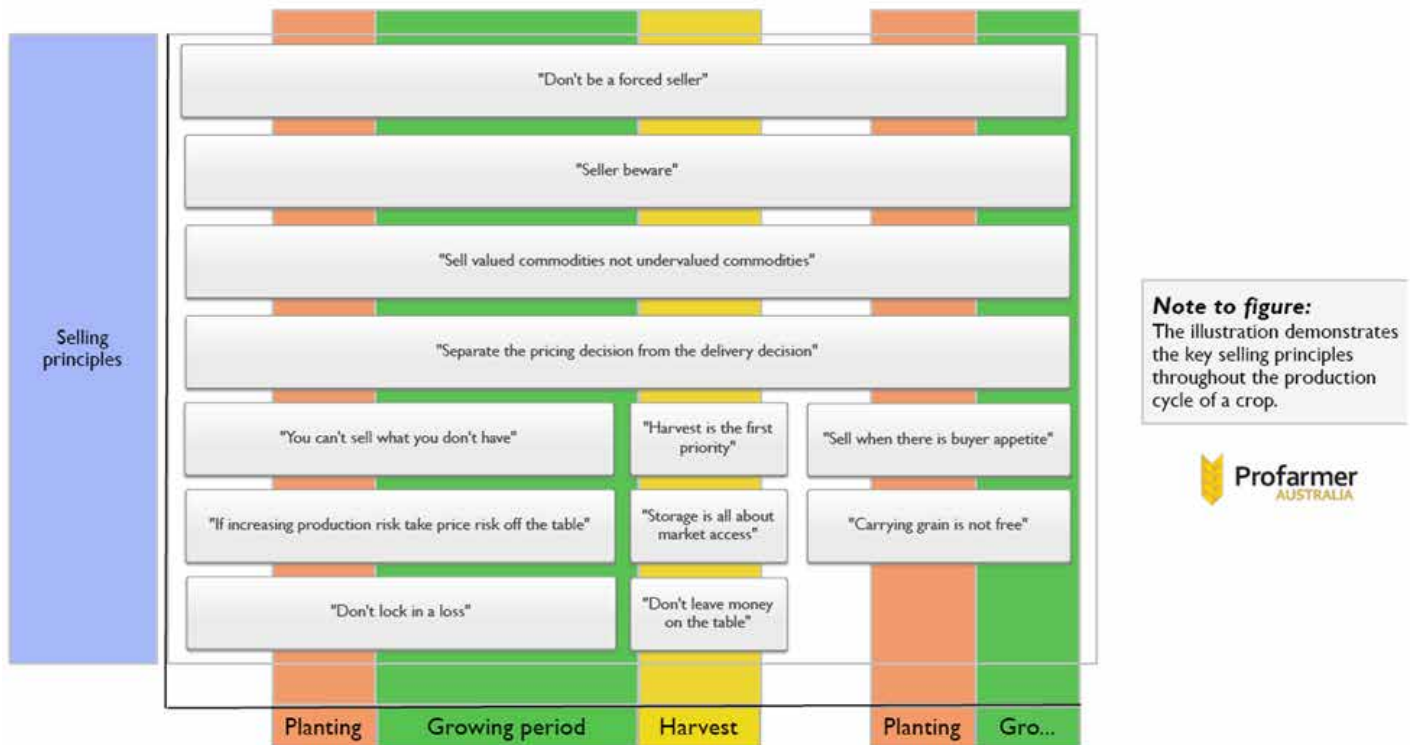 "Don't be a forced seller"
"Seller beware"
"Sell valued commodities not undervalued commodities"
"Separate the pricing decision from the delivery decision"
Selling
principles
"You can't sell what you don't have"
"Harvest is the first
priority"
"Sell when there is buyer appetite"
"If increasing production risk take price risk off the table"
"Storage is all about
market access"
"Carrying grain is not free"
"Don't lock in a loss"
"Don't leave money
on the table"
Planting
Growing period
Harvest
Planting
Gro...
Note to figure:
The illustration demonstrates
the key selling principles
throughout the production
cycle of a crop.
Profarmer
AUSTRALIA